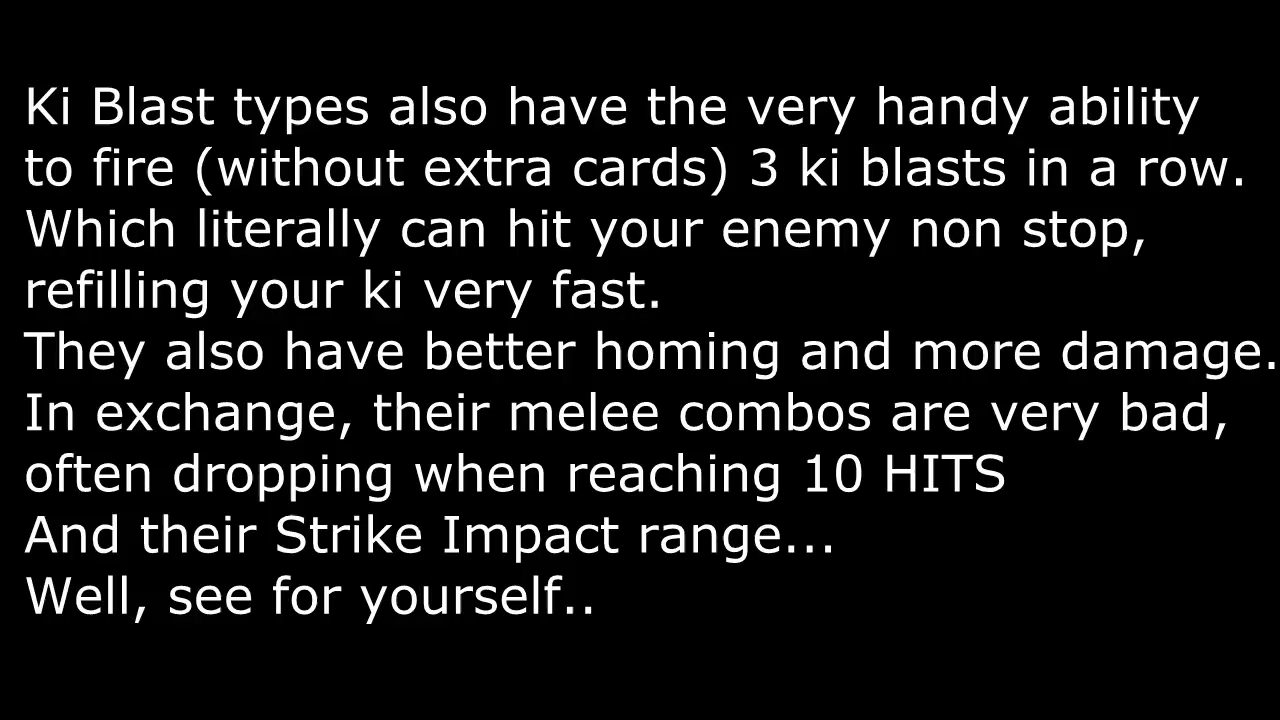 Ki Blast types also have the very handy ability
to fire (without extra cards) 3 ki blasts in a row.
Which literally can hit your enemy non stop,
refilling your ki very fast.
They also have better homing and more damage.
In exchange, their melee combos are very bad,
often dropping when reaching 10 HITS
And their Strike Impact range...
Well, see for yourself..